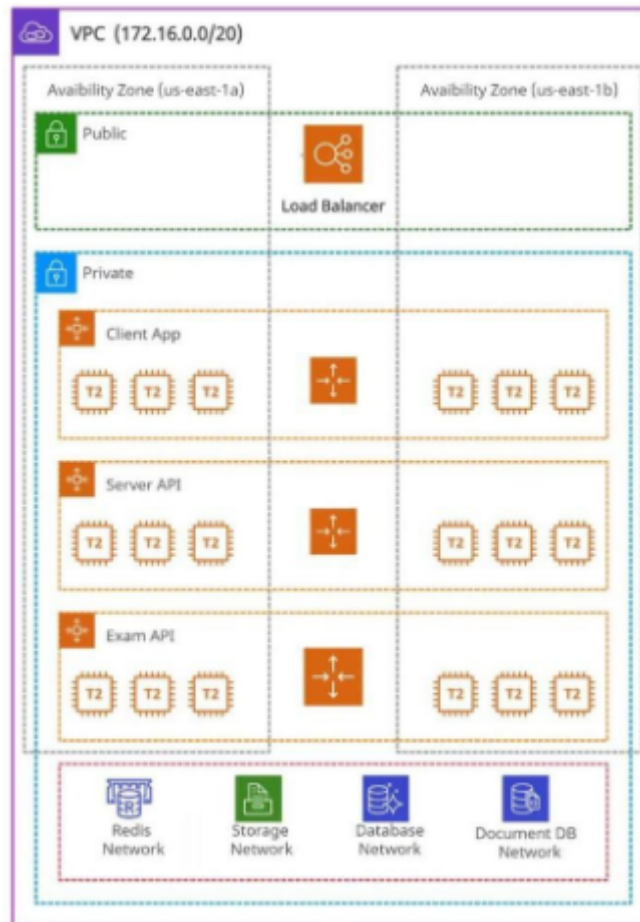 VPC (172.16.0.0/20)
Avaibility Zone (us-east-1a)
Avaibility Zone (us-east-1b)
Public
Load Balancer
Private
Client App
T2 T2 T2 T2 T2 T2
Server API
T2 T2 T2 T2 T2 T2
Exam API
T2 T2 T2 T2 T2 T2
R
Redis
Network
Storage
Network
Database
Network
Document DB
Network